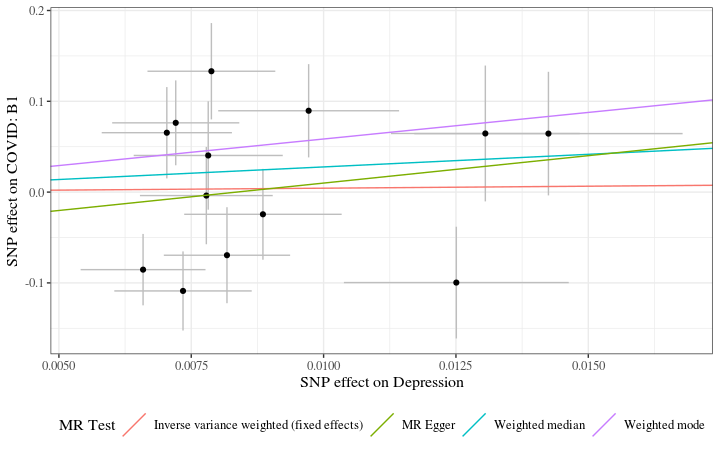 SNP effect on COVID: B1
0.2
0.1
0.0
-0.1
0.0050 0.0075 0.0100 0.0125 0.0150
SNP effect on Depression
MR Test Inverse variance weighted (fixed effects) MR Egger Weighted median Weighted mode